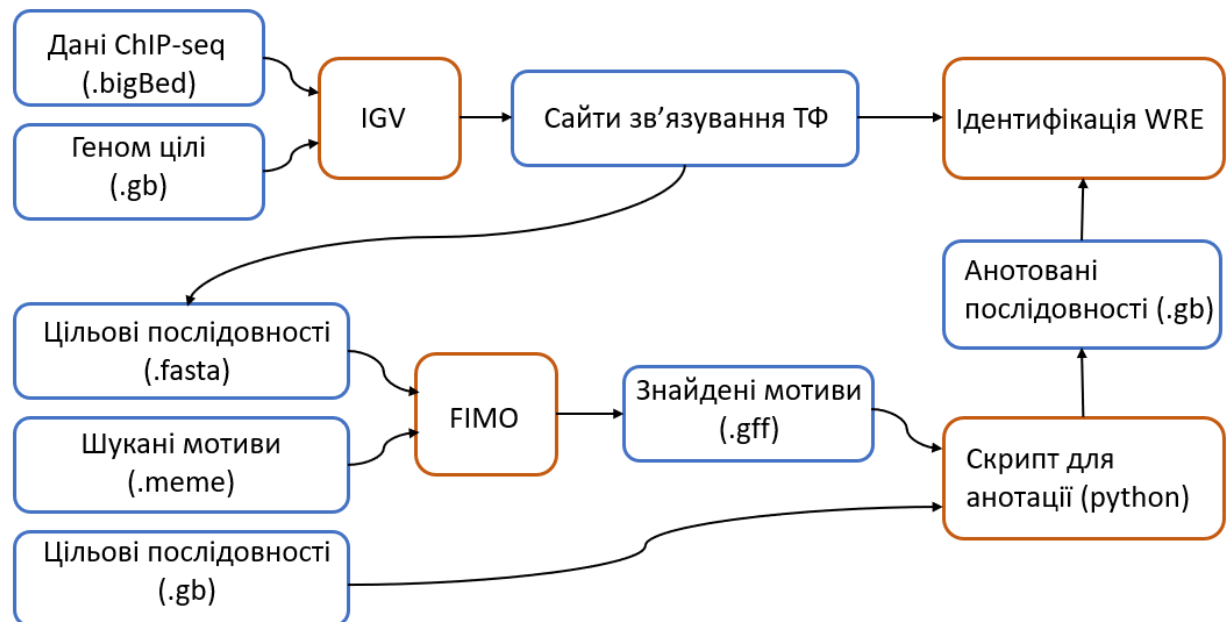 Дані ChIP-seq
(.bigBed)
Геном цілі
(.gb)
IGV
Сайти зв’язування ТФ
Ідентифікація WRE
Анотовані
послідовності (.gb)
Цільові послідовності
(.fasta)
Шукані мотиви
(.meme)
Цільові послідовності
(.gb)
FIMO
Знайдені мотиви
(.gff)
Скрипт для
анотації (python)